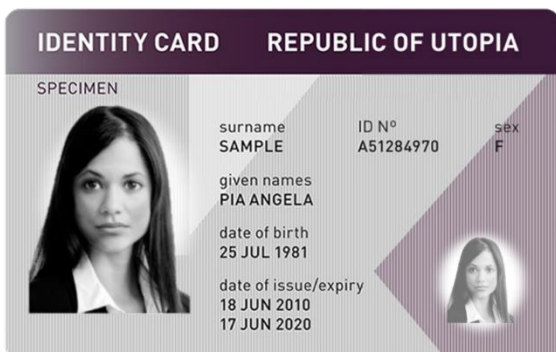 IDENTITY CARD REPUBLIC OF UTOPIA
SPECIMEN
surname ID Nº sex
SAMPLE A51284970 F
given names
PIA ANGELA
date of birth
25 JUL 1981
date of issue/expiry
18 JUN 2010
17 JUN 2020